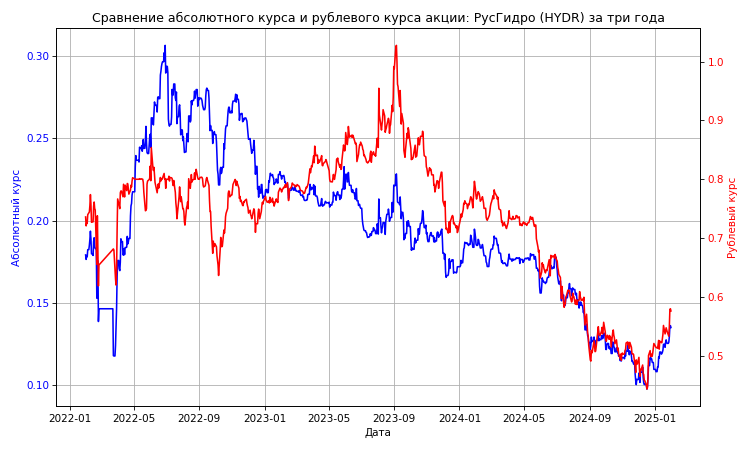 Сравнение абсолютного курса и рублевого курса акции: РусГидро (HYDR) за три года
Абсолютный курс
0.30
0.25
0.20
0.15
0.10
1.0
0.9
0.8
0.7
0.6
0.5
Рублевый курс
2022-01 2022-05 2022-09 2023-01 2023-05 2023-09 2024-01 2024-05 2024-09 2025-01
Дата